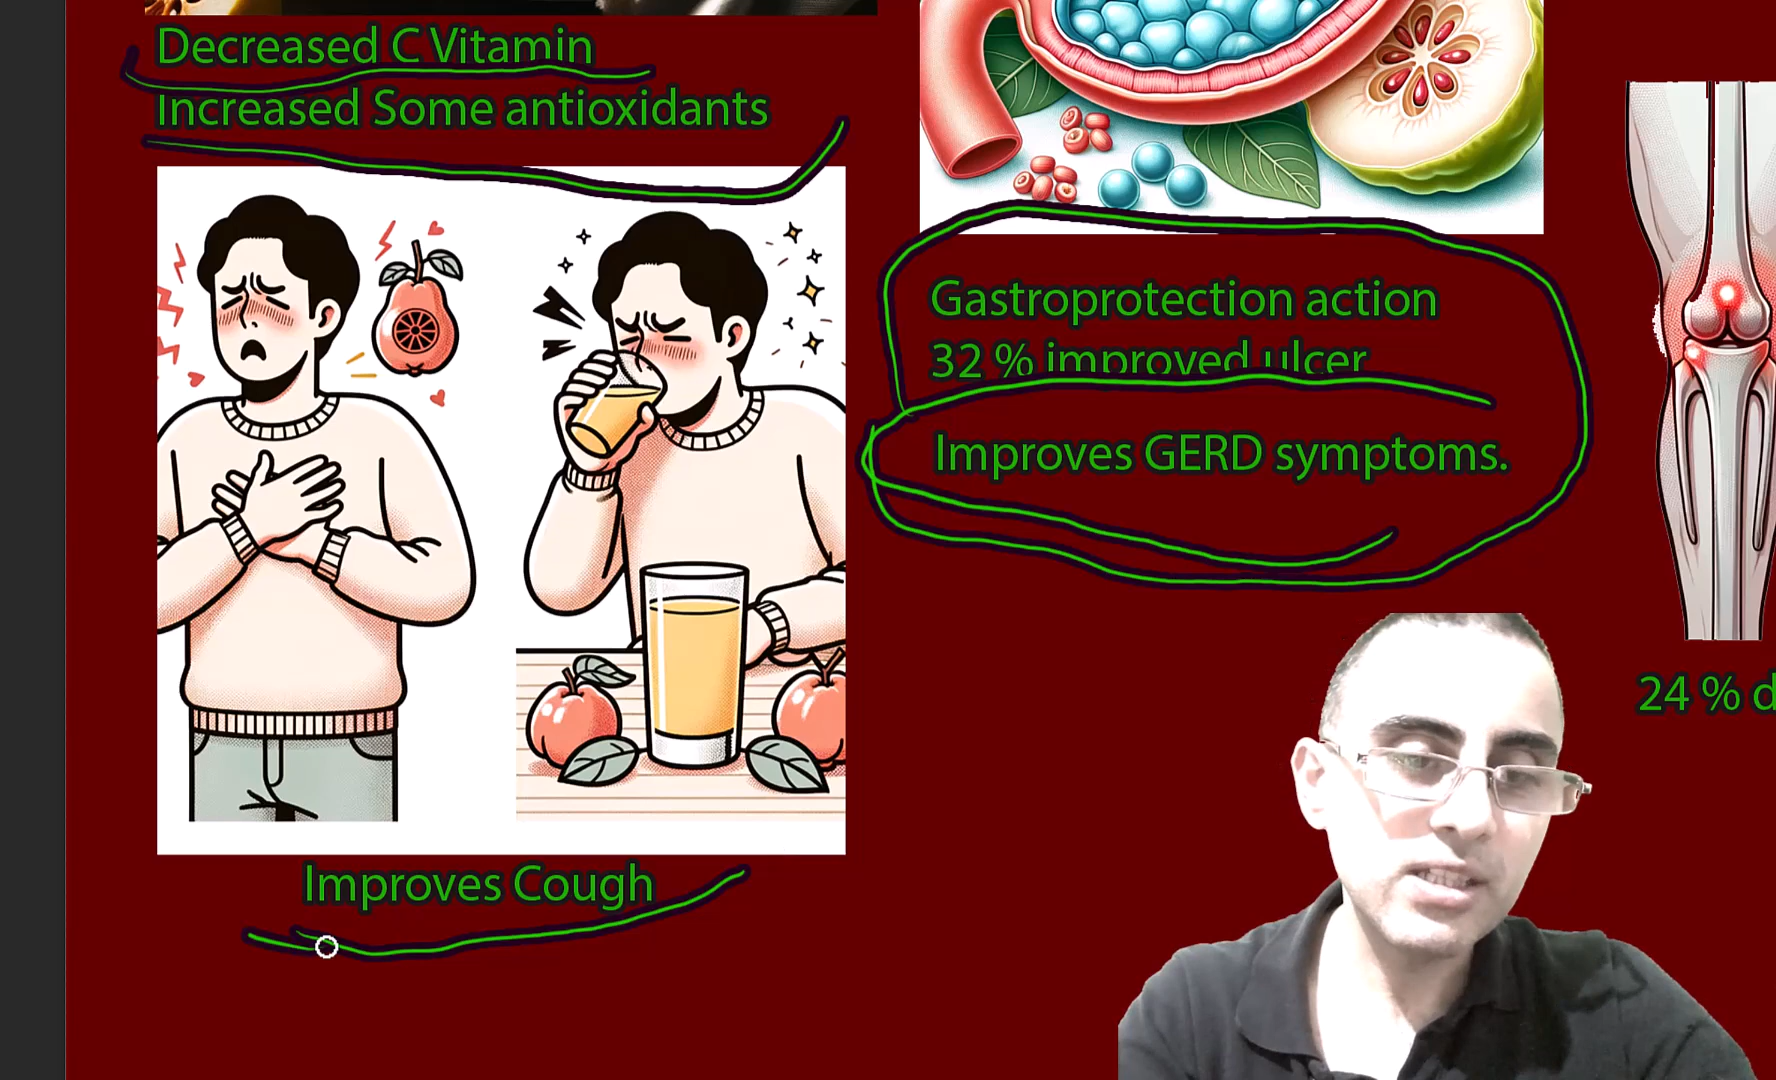 Decreased C Vitamin
Increased Some antioxidants
Gastroprotection action
32 % improved ulcer
Improves GERD symptoms.
24 % d
Improves Cough